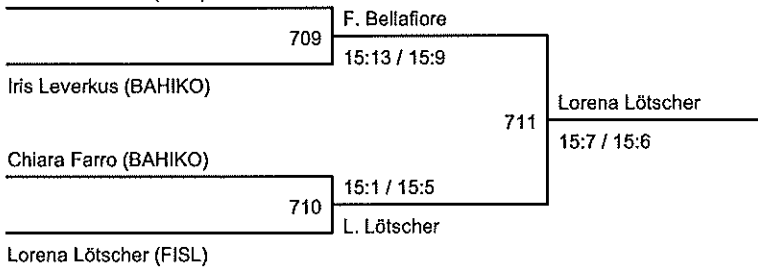 F. Bellafiore
709
15:13 / 15:9
Iris Leverkus (BAHIKO)
Lorena Lötscher
711
15:7 / 15:6
Chiara Farro (BAHIKO)
15:1 / 15:5
710
L. Lötscher
Lorena Lötscher (FISL)